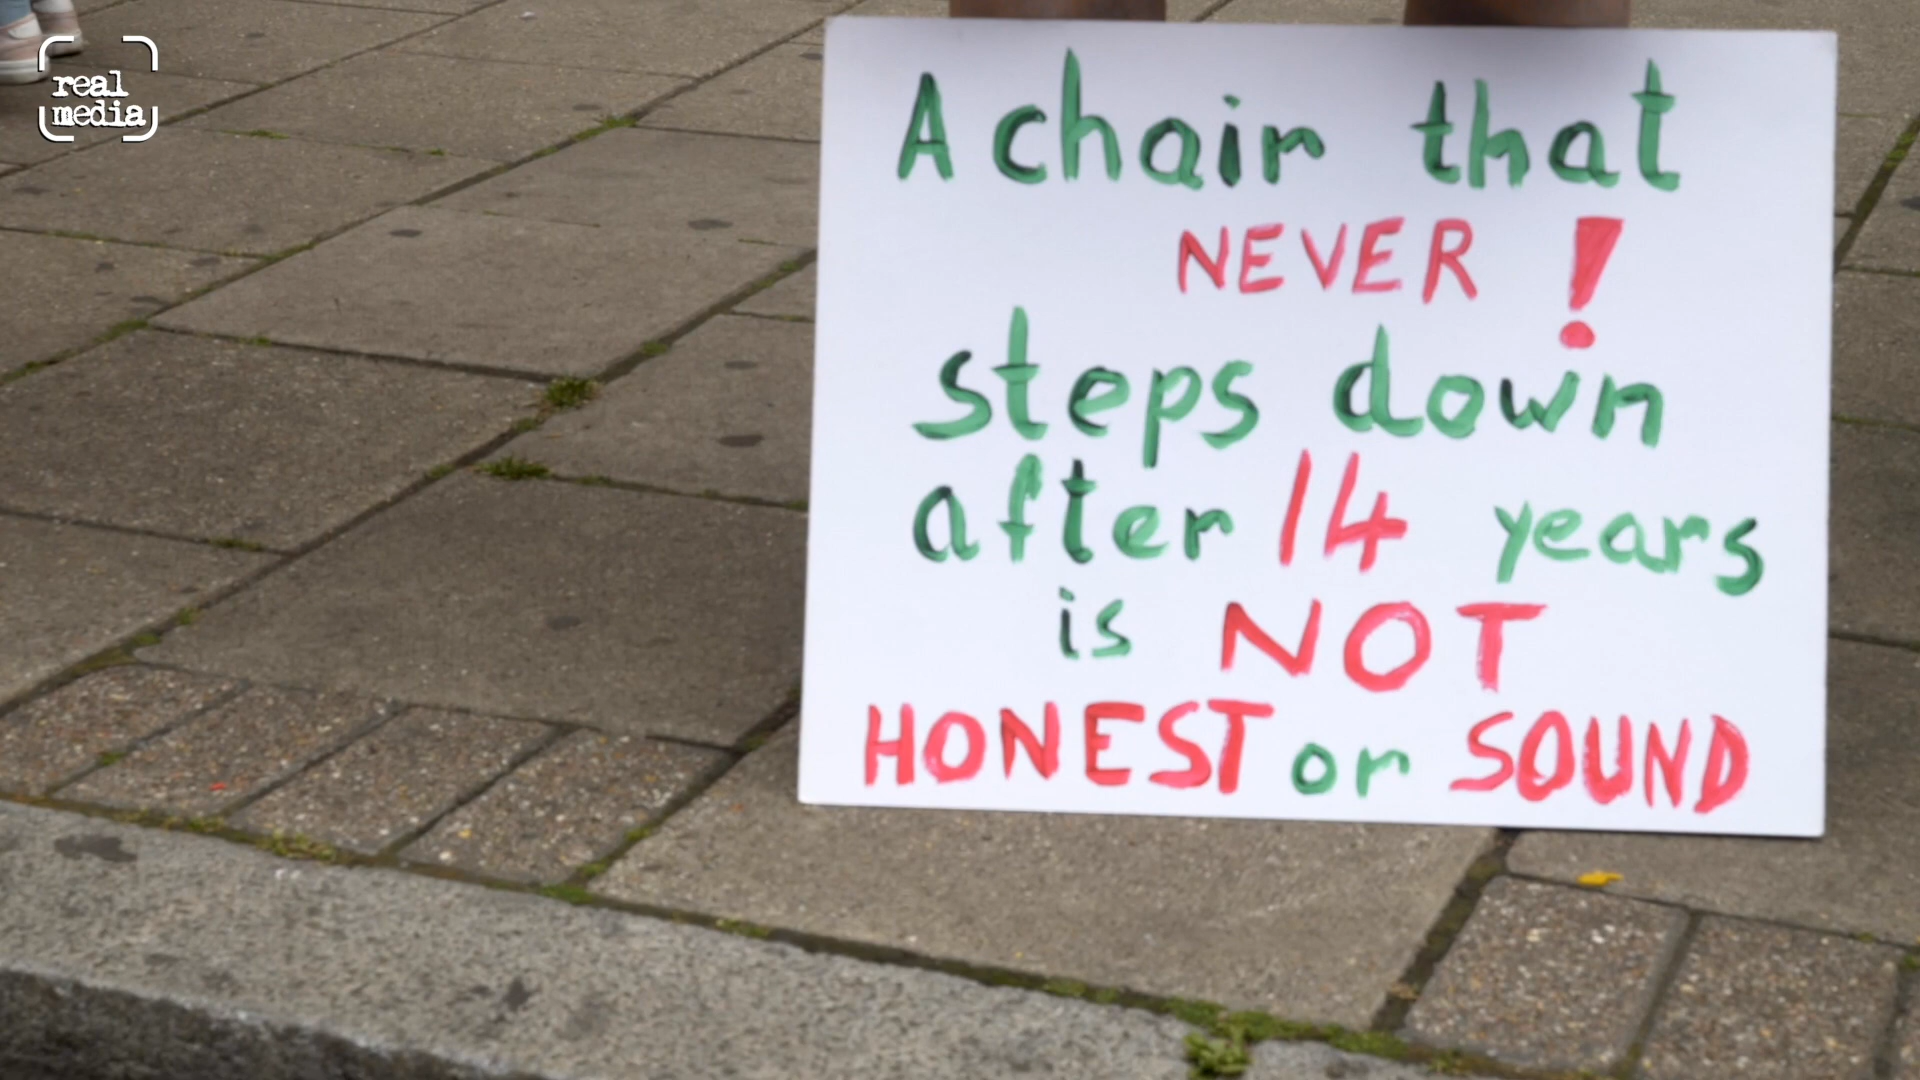 real
media
A chair that
NEVER !
steps down
after 14 years
is NOT
HONEST or SOUND